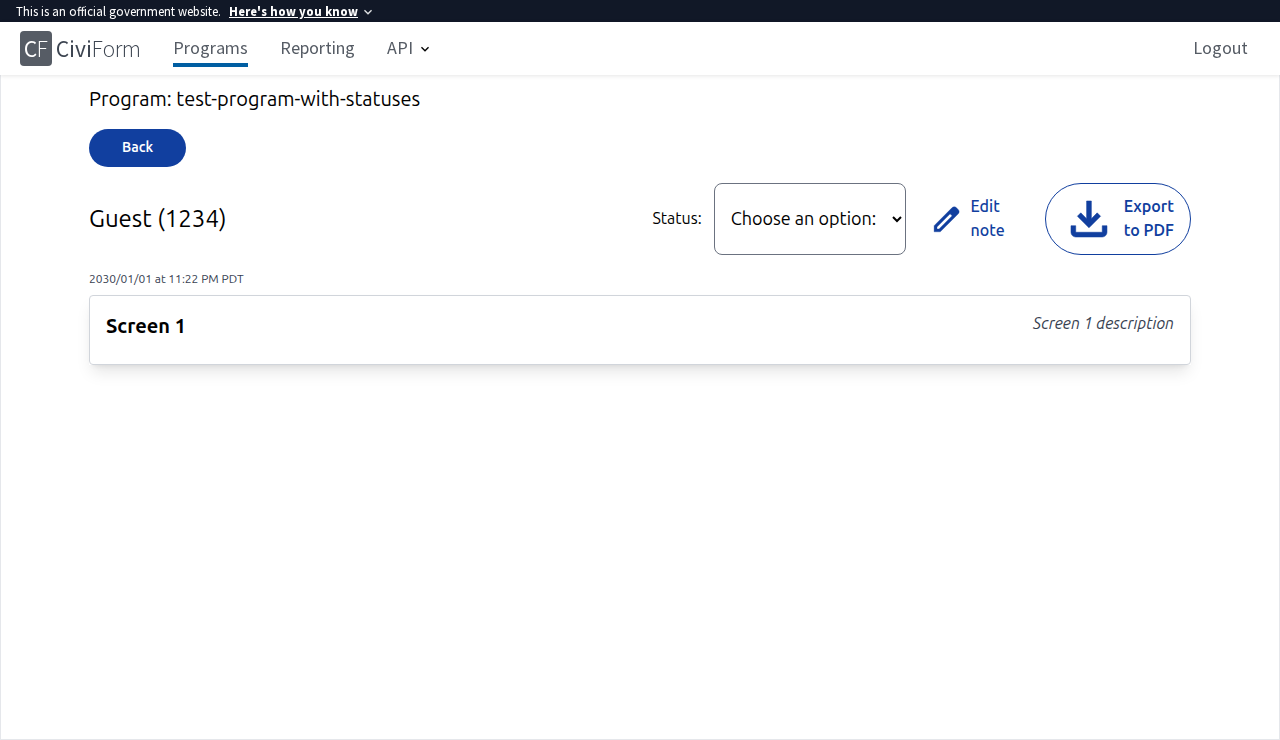 This is an official government website. Here's how you know
CF CiviForm Programs Reporting API Logout
Program: test-program-with-statuses
Back
Guest (1234)
Status: Choose an option:
Edit
note
Export
to PDF
2030/01/01 at 11:22 PM PDT
Screen 1
Screen 1 description